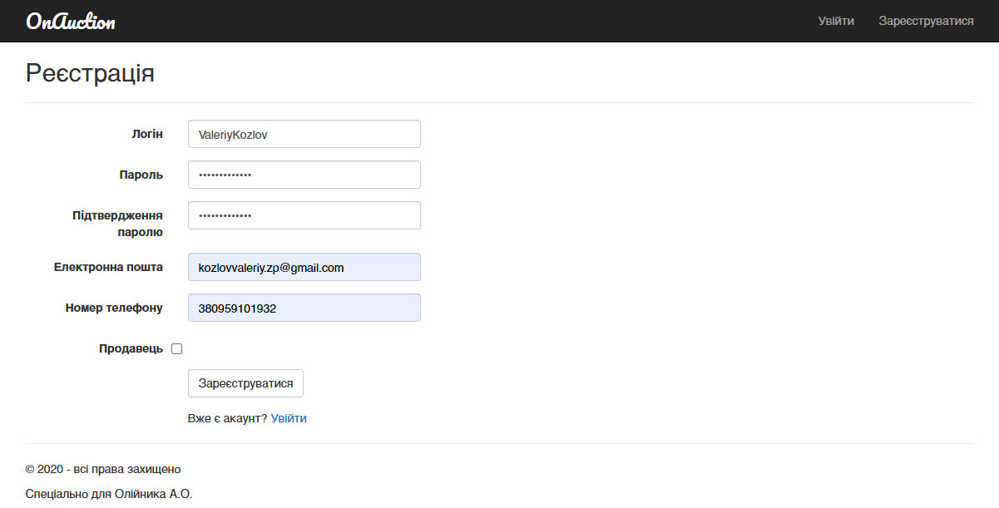 OnAuction
Увійти Зареєструватися
Реєстрація
Логін ValeriyKozlov
Пароль •••••••••••••
Підтвердження паролю •••••••••••••
Електронна пошта kozlovvaleriy.zp@gmail.com
Номер телефону 380959101932
Продавець
Зареєструватися
Вже є акаунт? Увійти
© 2020 - всі права захищено
Спеціально для Олійника А.О.